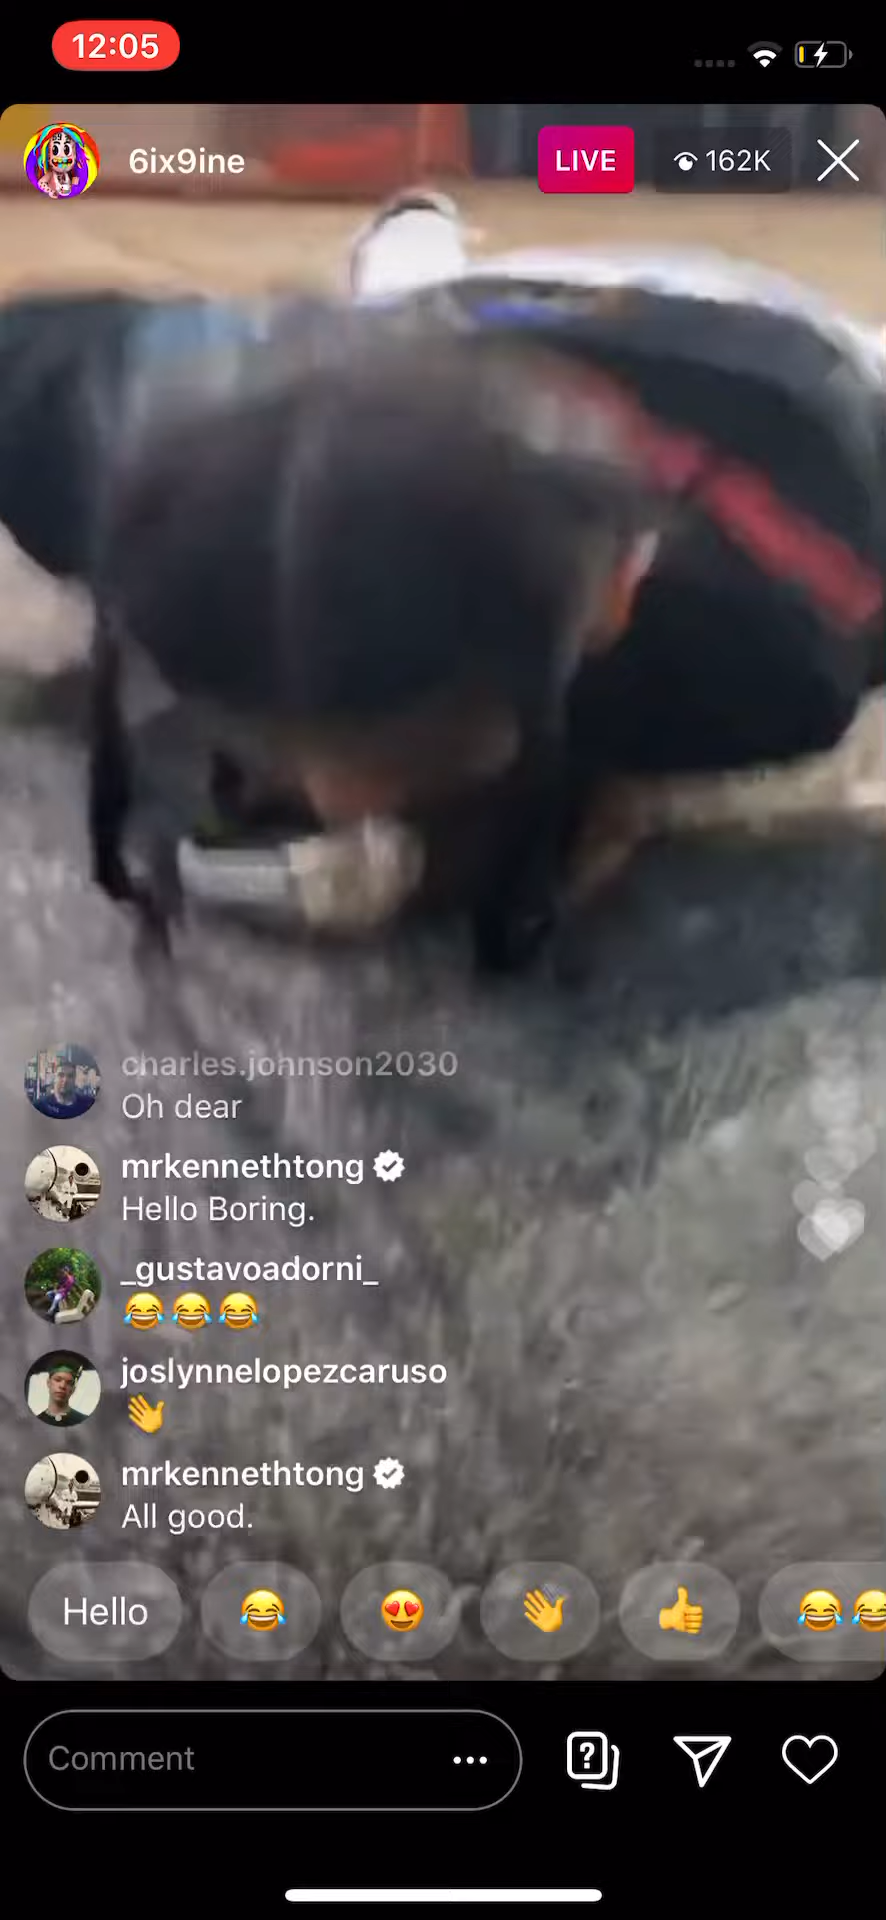 12:05
6ix9ine
LIVE
162K
charles.johnson2030
Oh dear
mrkennethtong
Hello Boring.
_gustavoadorni_
😂😂😂
joslynnelopezcaruso
👋
mrkennethtong
All good.
Hello 😂 😍 👋 👍 😂😂
Comment